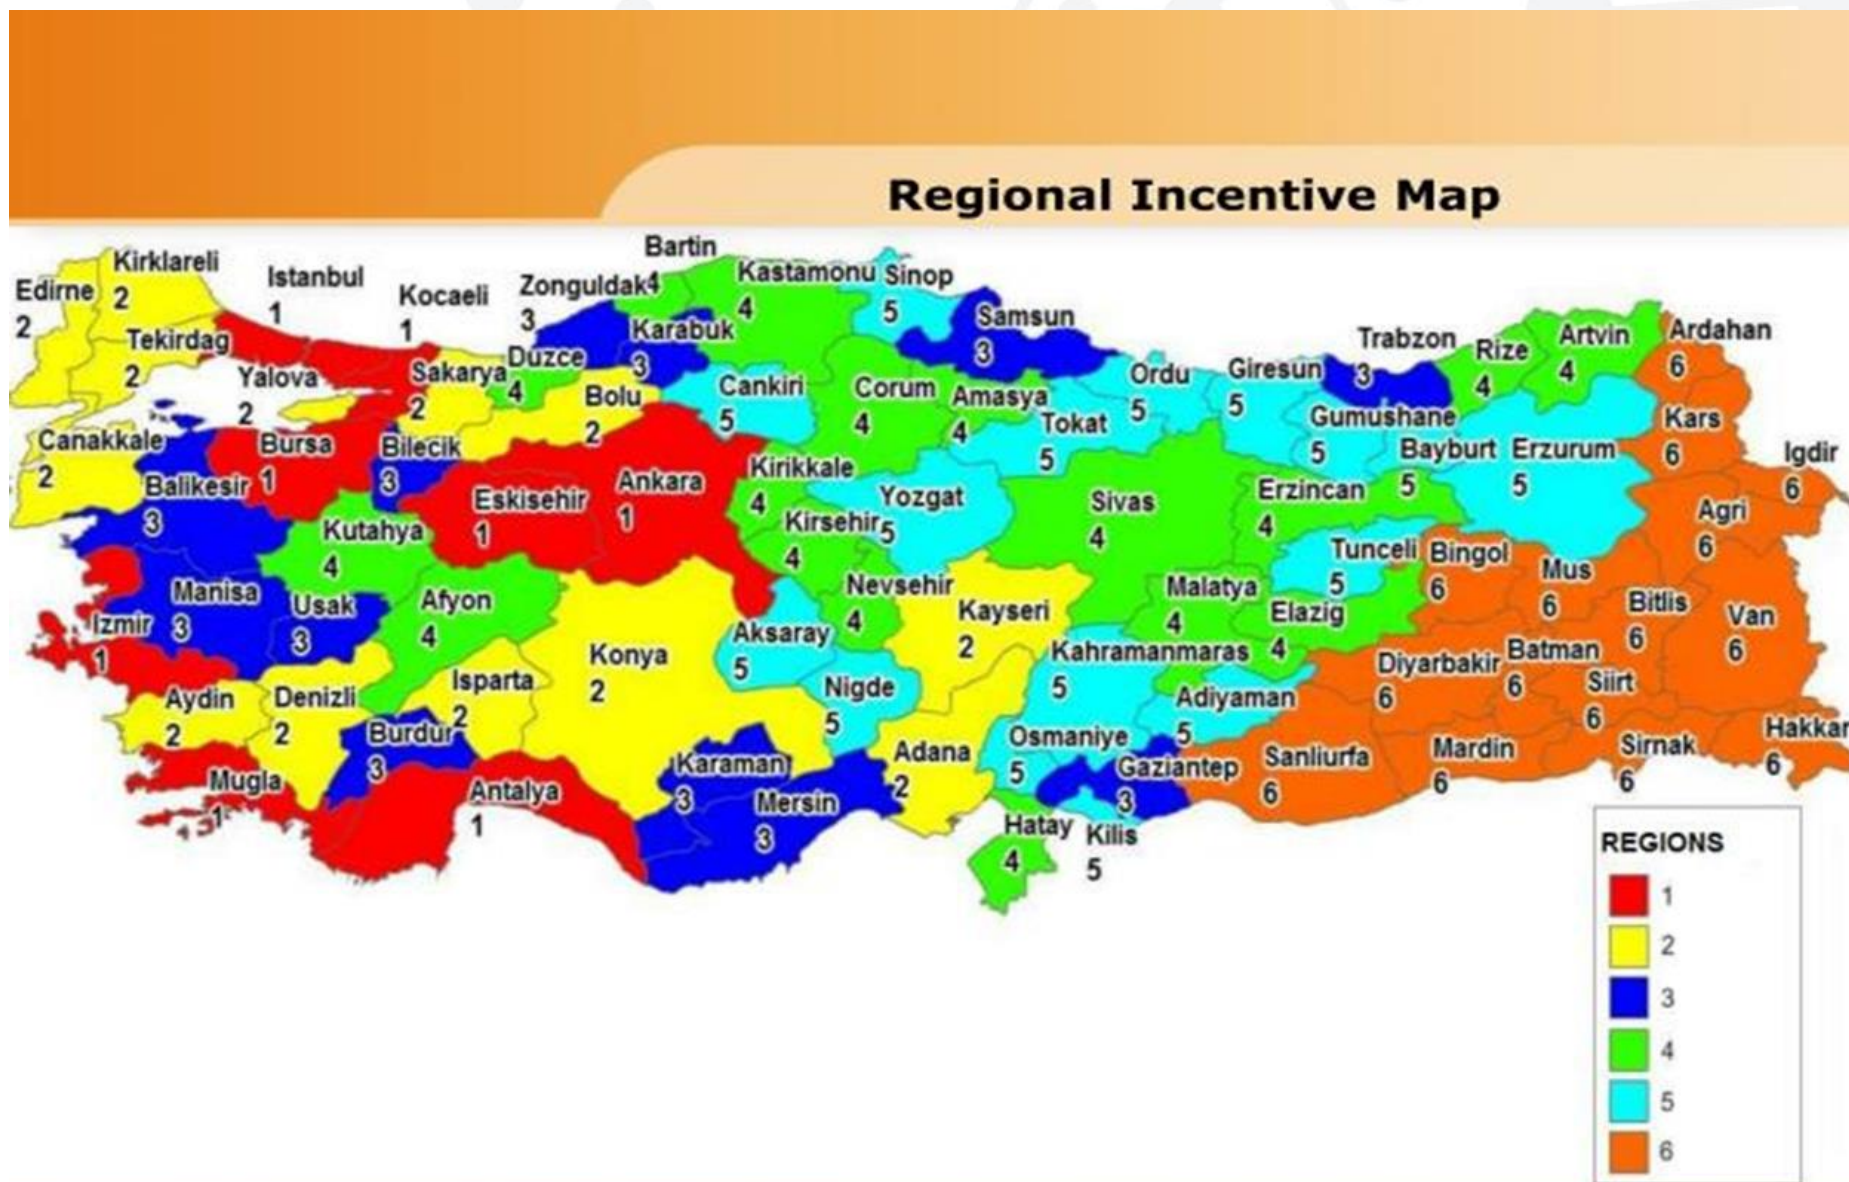 Regional Incentive Map
Bartin
4
Kirklareli
2
Istanbul
1
Kocaeli
1
Zonguldak
3
Kastamonu
4
Sinop
5
Edirne
2
Samsun
3
Tekirdag
2
Karabuk
3
Duzce
4
Trabzon
3
Rize
4
Artvin
4
Ardahan
6
Yalova
2
Sakarya
2
Bolu
2
Cankiri
5
Corum
4
Amasya
4
Ordu
5
Giresun
5
Tokat
5
Gumushane
5
Kars
6
Canakkale
2
Bursa
1
Bilecik
3
Bayburt
5
Erzurum
5
Igdir
6
Balikesir
3
Eskisehir
1
Ankara
1
Kirikkale
4
Yozgat
5
Sivas
4
Erzincan
4
Agri
6
Kutahya
4
Kirsehir
4
Tunceli
5
Bingol
6
Mus
6
Manisa
3
Usak
3
Afyon
4
Nevsehir
4
Kayseri
2
Malatya
4
Elazig
4
Bitlis
6
Van
6
Izmir
1
Konya
2
Aksaray
5
Kahramanmaras
5
Diyarbakir
6
Batman
6
Siirt
6
Aydin
2
Denizli
2
Isparta
2
Nigde
5
Adiyaman
5
Burdur
3
Karaman
3
Adana
2
Osmaniye
5
Gaziantep
3
Sanliurfa
6
Mardin
6
Sirnak
6
Hakkar
6
Mugla
1
Antalya
1
Mersin
3
Hatay
4
Kilis
5
REGIONS
1
2
3
4
5
6